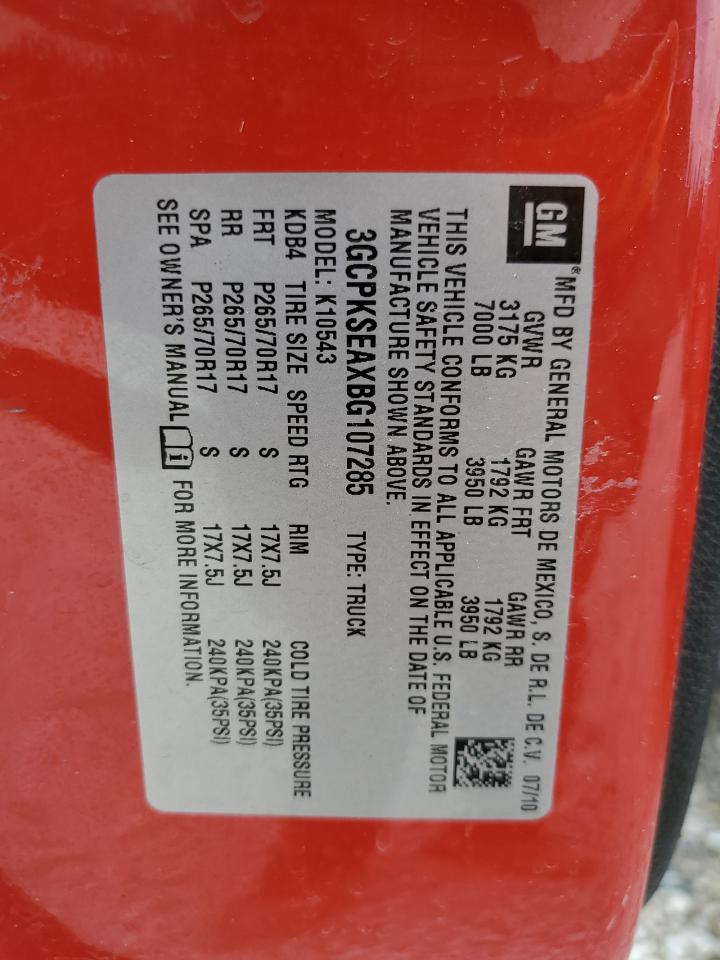 GM® MFD BY GENERAL MOTORS DE MEXICO, S. DE R.L. DE C.V. 07/10
GVWR GAWR FRT GAWR RR
3175 KG 1792 KG 1792 KG
7000 LB 3950 LB 3950 LB
THIS VEHICLE CONFORMS TO ALL APPLICABLE U.S. FEDERAL MOTOR
VEHICLE SAFETY STANDARDS IN EFFECT ON THE DATE OF
MANUFACTURE SHOWN ABOVE.
3GCPKSEAXBG107285 TYPE: TRUCK
MODEL: K10543
KDB4 TIRE SIZE SPEED RTG RIM COLD TIRE PRESSURE
FRT P265/70R17 S 17X7.5J 240KPA(35PSI)
RR P265/70R17 S 17X7.5J 240KPA(35PSI)
SPA P265/70R17 S 17X7.5J 240KPA(35PSI)
SEE OWNER'S MANUAL i FOR MORE INFORMATION.